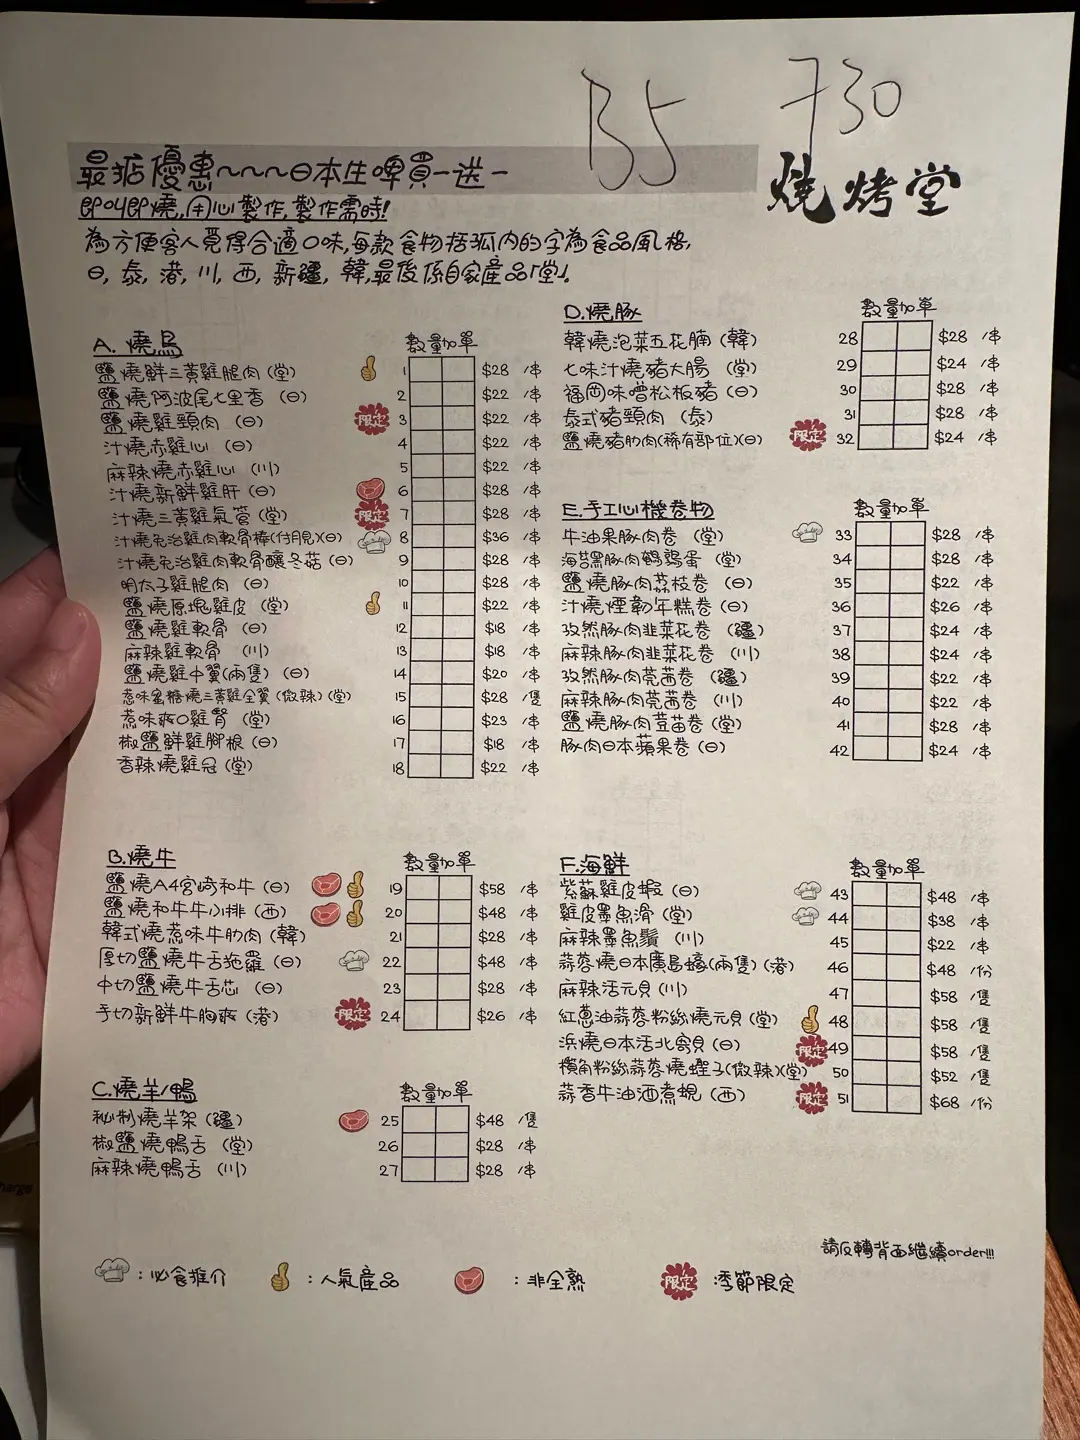 B5 730
最抵優惠~~~日本生啤買一送一
燒烤堂
即叫即燒,用心製作,製作需時!
為方便客人覓得合適口味,每款食物括弧內的字為食品風格,
日, 泰, 港, 川, 西, 新疆, 韓,最後係自家產品「堂」.
A. 燒鳥 數量加單
鹽燒鮮三黃雞腿肉(堂) 1 $28 /串
鹽燒阿波尾七里香 (日) 2 $22 /串
鹽燒雞頸肉 (日) 限定 3 $22 /串
汁燒赤雞心 (日) 4 $22 /串
麻辣燒赤雞心 (川) 5 $22 /串
汁燒新鮮雞肝 (日) 6 $28 /串
汁燒三黃雞氣管 (堂) 限定 7 $28 /串
汁燒免治雞肉軟骨棒(付月見)(日) 8 $36 /串
汁燒免治雞肉軟骨釀冬菇 (日) 9 $28 /串
明太子雞腿肉 (日) 10 $28 /串
鹽燒原塊雞皮 (堂) 11 $22 /串
鹽燒雞軟骨 (日) 12 $18 /串
麻辣雞軟骨 (川) 13 $18 /串
鹽燒雞中翼(兩隻) (日) 14 $20 /串
惹味蜜糖燒三黃雞全翼 (微辣) (堂) 15 $28 /隻
惹味爽口雞腎 (堂) 16 $23 /串
椒鹽鮮雞腳根 (日) 17 $18 /串
香辣燒雞冠 (堂) 18 $22 /串
B.燒牛 數量加單
鹽燒A4宮崎和牛 (日) 19 $58 /串
鹽燒和牛牛小排 (西) 20 $48 /串
韓式燒惹味牛肋肉 (韓) 21 $28 /串
厚切鹽燒牛舌拖羅 (日) 22 $48 /串
中切鹽燒牛舌芯 (日) 23 $28 /串
手切新鮮牛胸爽 (港) 限定 24 $26 /串
C.燒羊/鴨 數量加單
秘制燒羊架 (疆) 25 $48 /隻
椒鹽燒鴨舌 (堂) 26 $28 /串
麻辣燒鴨舌 (川) 27 $28 /串
D.燒豚 數量加單
韓燒泡菜五花腩 (韓) 28 $28 /串
七味汁燒豬大腸 (堂) 29 $24 /串
福岡味噌松板豬 (日) 30 $28 /串
泰式豬頸肉 (泰) 31 $28 /串
鹽燒豬肋肉(稀有部位)(日) 限定 32 $24 /串
E.手工心機卷物 數量加單
牛油果豚肉卷 (堂) 33 $28 /串
海苔黑豚肉鵪鶉蛋 (堂) 34 $28 /串
鹽燒豚肉荔枝卷 (日) 35 $22 /串
汁燒煙韌年糕卷 (日) 36 $26 /串
孜然豚肉韭菜花卷 (疆) 37 $24 /串
麻辣豚肉韭菜花卷 (川) 38 $24 /串
孜然豚肉芫茜卷 (疆) 39 $22 /串
麻辣豚肉芫茜卷 (川) 40 $22 /串
鹽燒豚肉荳苗卷 (堂) 41 $28 /串
豚肉日本蘋果卷 (日) 42 $24 /串
F.海鮮 數量加單
紫蘇雞皮蝦 (日) 43 $48 /串
雞皮墨魚滑 (堂) 44 $38 /串
麻辣墨魚鬚 (川) 45 $22 /串
蒜蓉燒日本廣島蠔(兩隻) (港) 46 $48 /份
麻辣活元貝 (川) 47 $58 /隻
紅蔥油蒜蓉粉絲燒元貝 (堂) 48 $58 /隻
浜燒日本活北寄貝 (日) 限定 49 $58 /隻
欖角粉絲蒜蓉燒蟶子(微辣)(堂) 50 $52 /隻
蒜香牛油酒煮蜆 (西) 限定 51 $68 /份
請反轉背面繼續order!!!
:必食推介 :人氣產品 :非全熟 限定 :季節限定